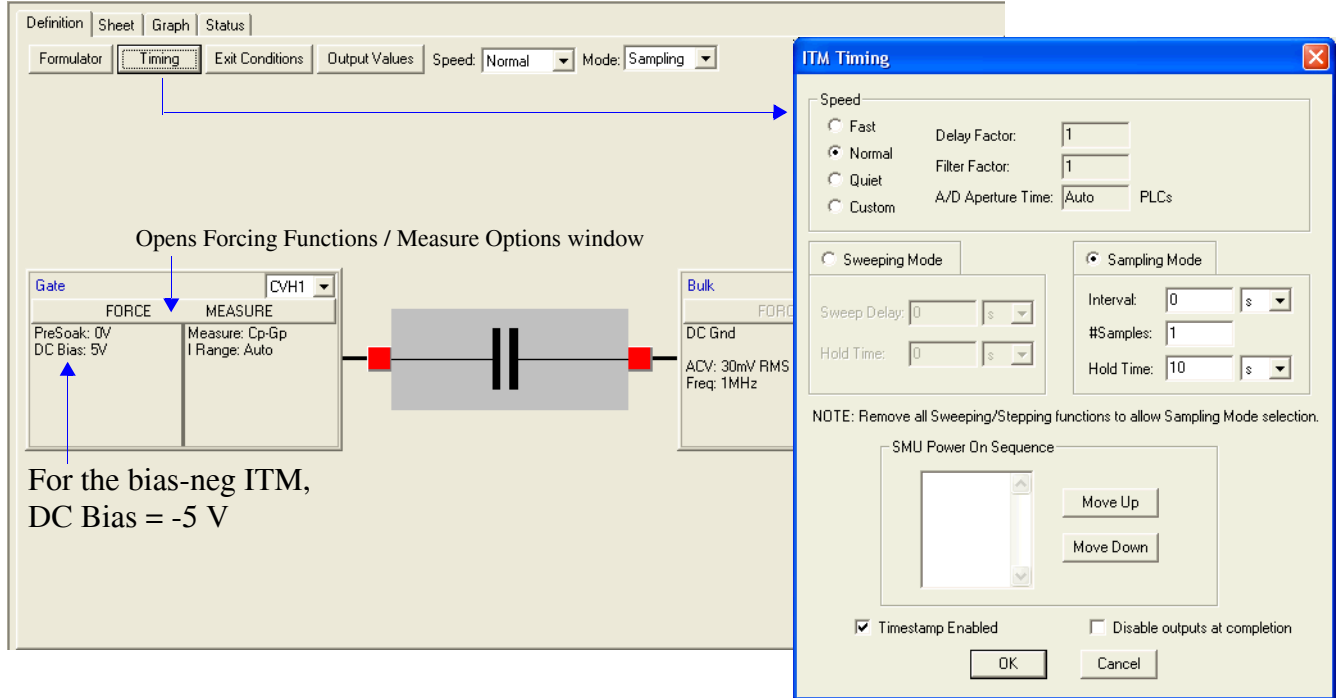 Definition Sheet Graph Status
Formulator Timing Exit Conditions Output Values Speed: Normal Mode: Sampling
Opens Forcing Functions / Measure Options window
Gate CVH1
FORCE MEASURE
PreSoak: 0V
DC Bias: 5V
Measure: Cp-Gp
I Range: Auto
For the bias-neg ITM,
DC Bias = -5 V
Bulk
FORC
DC Gnd
ACV: 30mV RMS
Freq: 1MHz
ITM Timing
Speed
Fast
Normal
Quiet
Custom
Delay Factor: 1
Filter Factor: 1
A/D Aperture Time: Auto PLCs
Sweeping Mode
Sweep Delay: 0 s
Hold Time: 0 s
Sampling Mode
Interval: 0 s
#Samples: 1
Hold Time: 10 s
NOTE: Remove all Sweeping/Stepping functions to allow Sampling Mode selection.
SMU Power On Sequence
Move Up
Move Down
Timestamp Enabled
Disable outputs at completion
OK Cancel